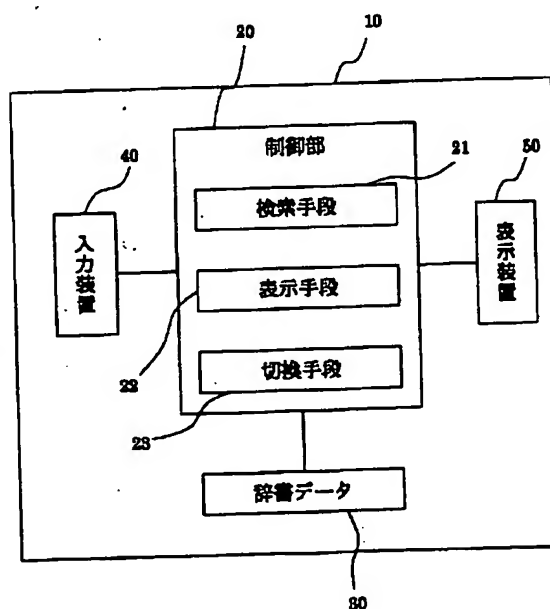 10
20
制御部
21
40
50
検索手段
入力装置
表示装置
表示手段
22
切換手段
23
辞書データ
30